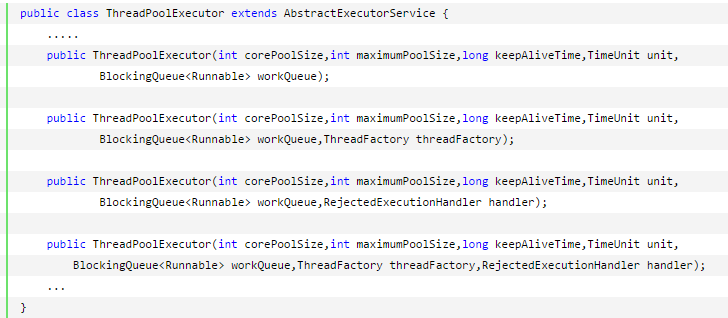 public class ThreadPoolExecutor extends AbstractExecutorService {
.....
public ThreadPoolExecutor(int corePoolSize,int maximumPoolSize,long keepAliveTime,TimeUnit unit,
BlockingQueue<Runnable> workQueue);
public ThreadPoolExecutor(int corePoolSize,int maximumPoolSize,long keepAliveTime,TimeUnit unit,
BlockingQueue<Runnable> workQueue,ThreadFactory threadFactory);
public ThreadPoolExecutor(int corePoolSize,int maximumPoolSize,long keepAliveTime,TimeUnit unit,
BlockingQueue<Runnable> workQueue,RejectedExecutionHandler handler);
public ThreadPoolExecutor(int corePoolSize,int maximumPoolSize,long keepAliveTime,TimeUnit unit,
BlockingQueue<Runnable> workQueue,ThreadFactory threadFactory,RejectedExecutionHandler handler);
...
}